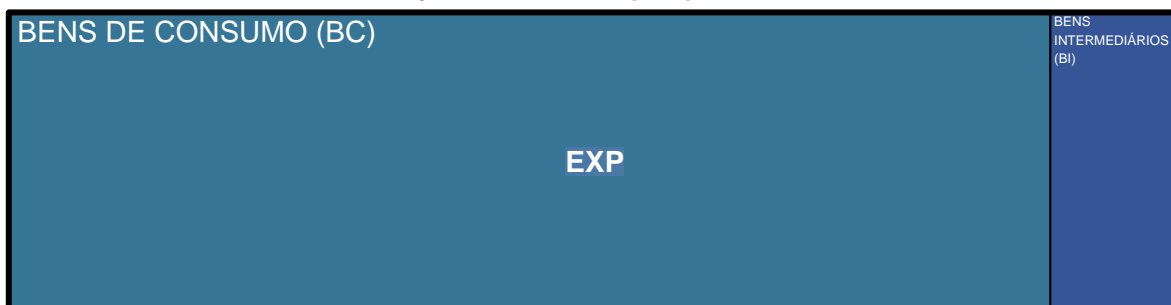 BENS DE CONSUMO (BC)
BENS
INTERMEDIÁRIOS
(BI)
EXP